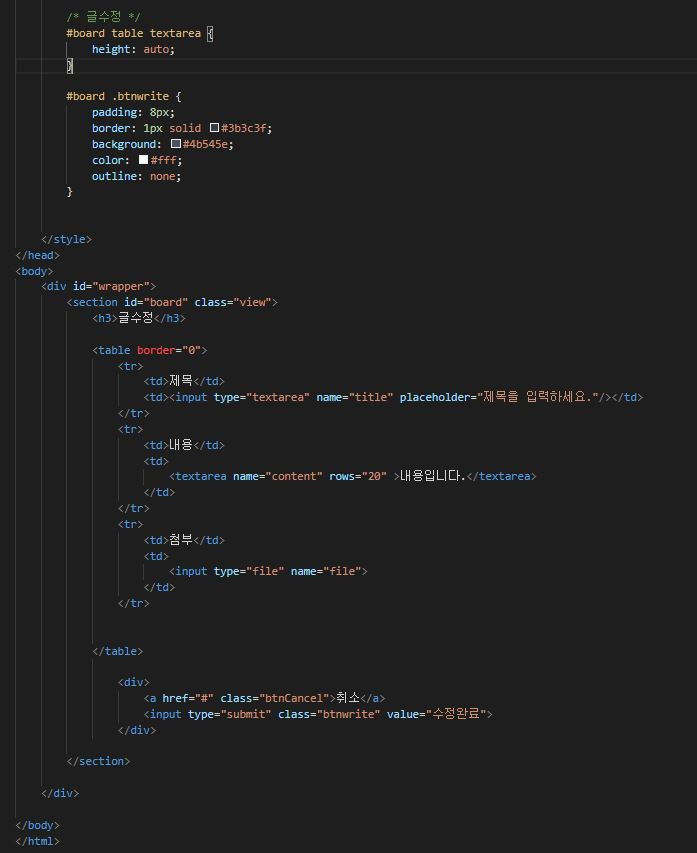 /* 글수정 */
#board table textarea {
height: auto;
}
#board .btnwrite {
padding: 8px;
border: 1px solid #3b3c3f;
background: #4b545e;
color: #fff;
outline: none;
}
</style>
</head>
<body>
<div id="wrapper">
<section id="board" class="view">
<h3>글수정</h3>
<table border="0">
<tr>
<td>제목</td>
<td><input type="textarea" name="title" placeholder="제목을 입력하세요."/></td>
</tr>
<tr>
<td>내용</td>
<td>
<textarea name="content" rows="20" >내용입니다.</textarea>
</td>
</tr>
<tr>
<td>첨부</td>
<td>
<input type="file" name="file">
</td>
</tr>
</table>
<div>
<a href="#" class="btnCancel">취소</a>
<input type="submit" class="btnwrite" value="수정완료">
</div>
</section>
</div>
</body>
</html>